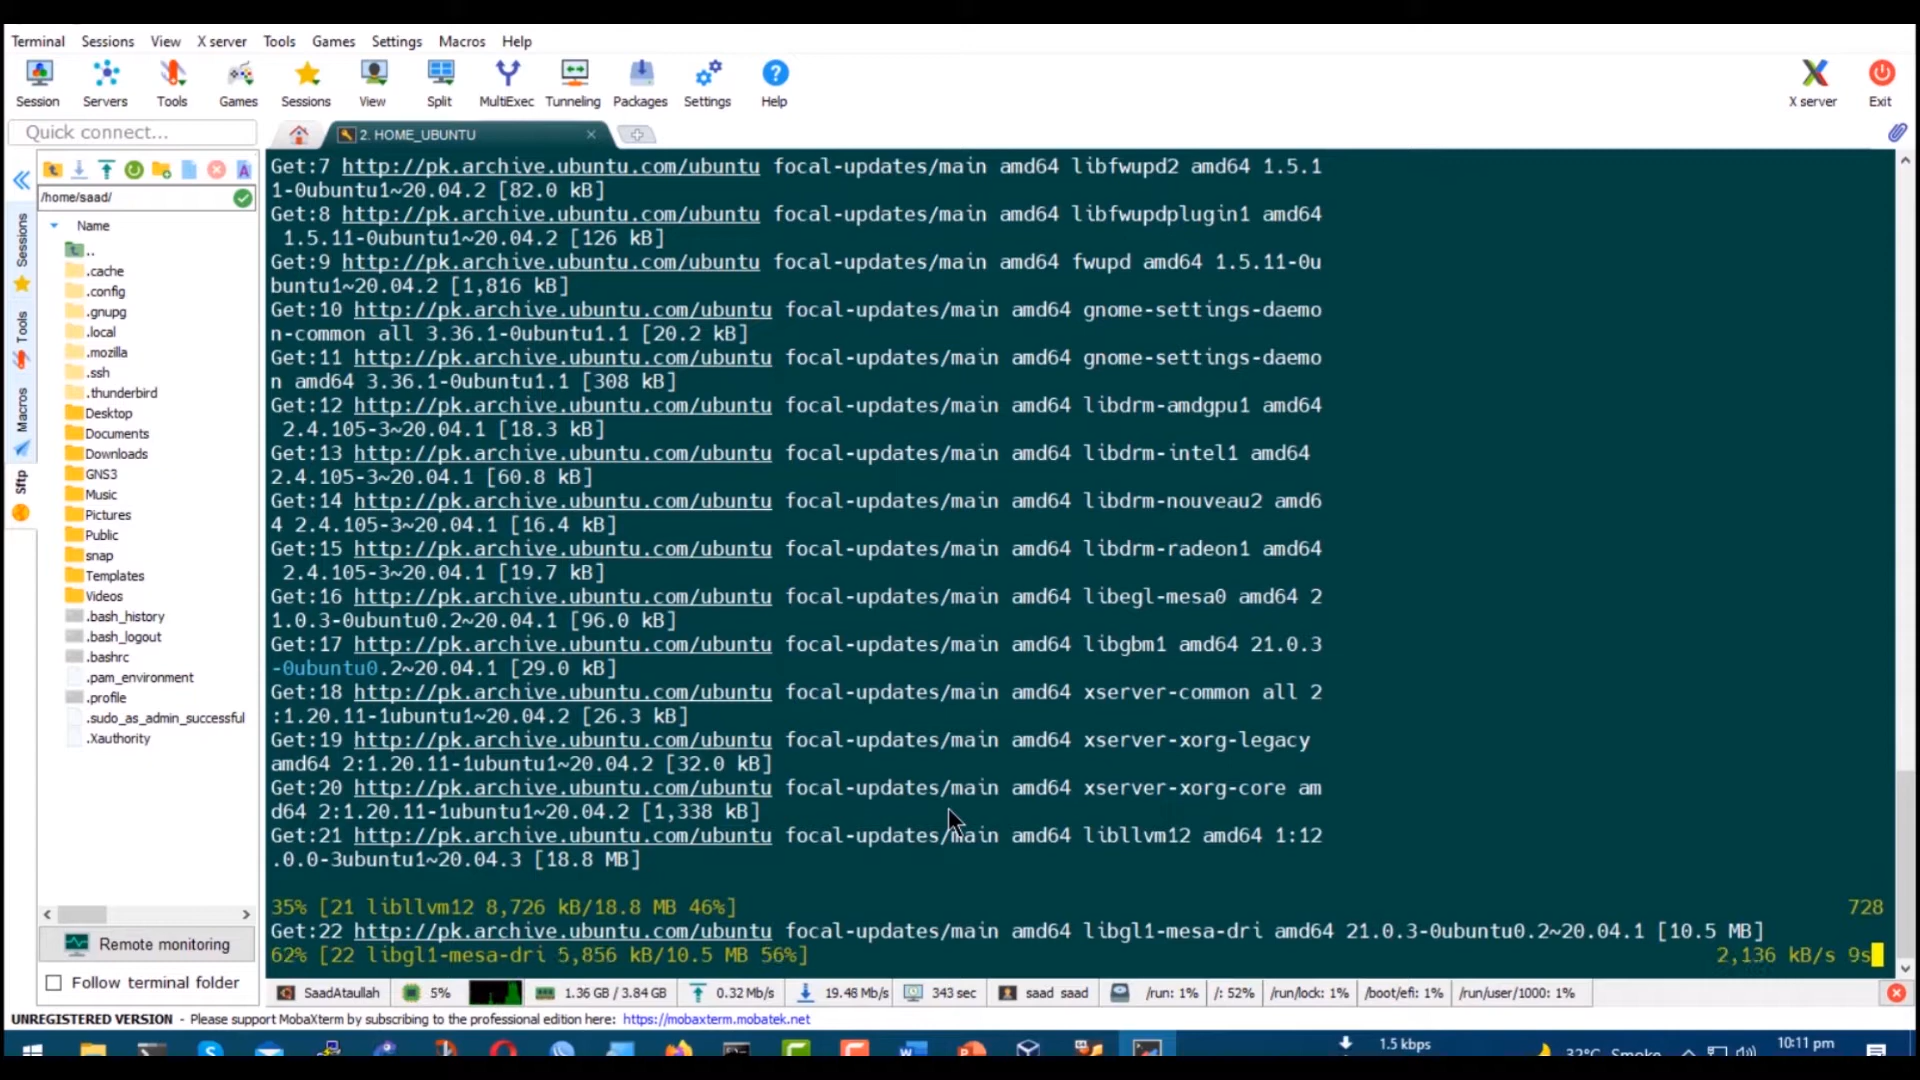 Terminal Sessions View X server Tools Games Settings Macros Help
Session Servers Tools Games Sessions View Split MultiExec Tunneling Packages Settings Help X server Exit
Quick connect...
2. HOME_UBUNTU
/home/saad/
Name
..
.cache
.config
.gnupg
.local
.mozilla
.ssh
.thunderbird
Desktop
Documents
Downloads
GNS3
Music
Pictures
Public
snap
Templates
Videos
.bash_history
.bash_logout
.bashrc
.pam_environment
.profile
.sudo_as_admin_successful
.Xauthority
Sessions
Tools
Macros
Sftp
Remote monitoring
Follow terminal folder
Get:7 http://pk.archive.ubuntu.com/ubuntu focal-updates/main amd64 libfwupd2 amd64 1.5.1
1-0ubuntu1~20.04.2 [82.0 kB]
Get:8 http://pk.archive.ubuntu.com/ubuntu focal-updates/main amd64 libfwupdplugin1 amd64
1.5.11-0ubuntu1~20.04.2 [126 kB]
Get:9 http://pk.archive.ubuntu.com/ubuntu focal-updates/main amd64 fwupd amd64 1.5.11-0u
buntu1~20.04.2 [1,816 kB]
Get:10 http://pk.archive.ubuntu.com/ubuntu focal-updates/main amd64 gnome-settings-daemo
n-common all 3.36.1-0ubuntu1.1 [20.2 kB]
Get:11 http://pk.archive.ubuntu.com/ubuntu focal-updates/main amd64 gnome-settings-daemo
n amd64 3.36.1-0ubuntu1.1 [308 kB]
Get:12 http://pk.archive.ubuntu.com/ubuntu focal-updates/main amd64 libdrm-amdgpu1 amd64
2.4.105-3~20.04.1 [18.3 kB]
Get:13 http://pk.archive.ubuntu.com/ubuntu focal-updates/main amd64 libdrm-intel1 amd64
2.4.105-3~20.04.1 [60.8 kB]
Get:14 http://pk.archive.ubuntu.com/ubuntu focal-updates/main amd64 libdrm-nouveau2 amd6
4 2.4.105-3~20.04.1 [16.4 kB]
Get:15 http://pk.archive.ubuntu.com/ubuntu focal-updates/main amd64 libdrm-radeon1 amd64
2.4.105-3~20.04.1 [19.7 kB]
Get:16 http://pk.archive.ubuntu.com/ubuntu focal-updates/main amd64 libegl-mesa0 amd64 2
1.0.3-0ubuntu0.2~20.04.1 [96.0 kB]
Get:17 http://pk.archive.ubuntu.com/ubuntu focal-updates/main amd64 libgbm1 amd64 21.0.3
-0ubuntu0.2~20.04.1 [29.0 kB]
Get:18 http://pk.archive.ubuntu.com/ubuntu focal-updates/main amd64 xserver-common all 2
:1.20.11-1ubuntu1~20.04.2 [26.3 kB]
Get:19 http://pk.archive.ubuntu.com/ubuntu focal-updates/main amd64 xserver-xorg-legacy
amd64 2:1.20.11-1ubuntu1~20.04.2 [32.0 kB]
Get:20 http://pk.archive.ubuntu.com/ubuntu focal-updates/main amd64 xserver-xorg-core am
d64 2:1.20.11-1ubuntu1~20.04.2 [1,338 kB]
Get:21 http://pk.archive.ubuntu.com/ubuntu focal-updates/main amd64 libllvm12 amd64 1:12
.0.0-3ubuntu1~20.04.3 [18.8 MB]
35% [21 libllvm12 8,726 kB/18.8 MB 46%] 728
Get:22 http://pk.archive.ubuntu.com/ubuntu focal-updates/main amd64 libgl1-mesa-dri amd64 21.0.3-0ubuntu0.2~20.04.1 [10.5 MB]
62% [22 libgl1-mesa-dri 5,856 kB/10.5 MB 56%] 2,136 kB/s 9s
SaadAtaullah 5% 1.36 GB / 3.84 GB 0.32 Mb/s 19.48 Mb/s 343 sec saad saad /run: 1% /: 52% /run/lock: 1% /boot/efi: 1% /run/user/1000: 1%
UNREGISTERED VERSION - Please support MobaXterm by subscribing to the professional edition here: https://mobaxterm.mobatek.net
1.5 kbps 32°C Smoke 10:11 pm